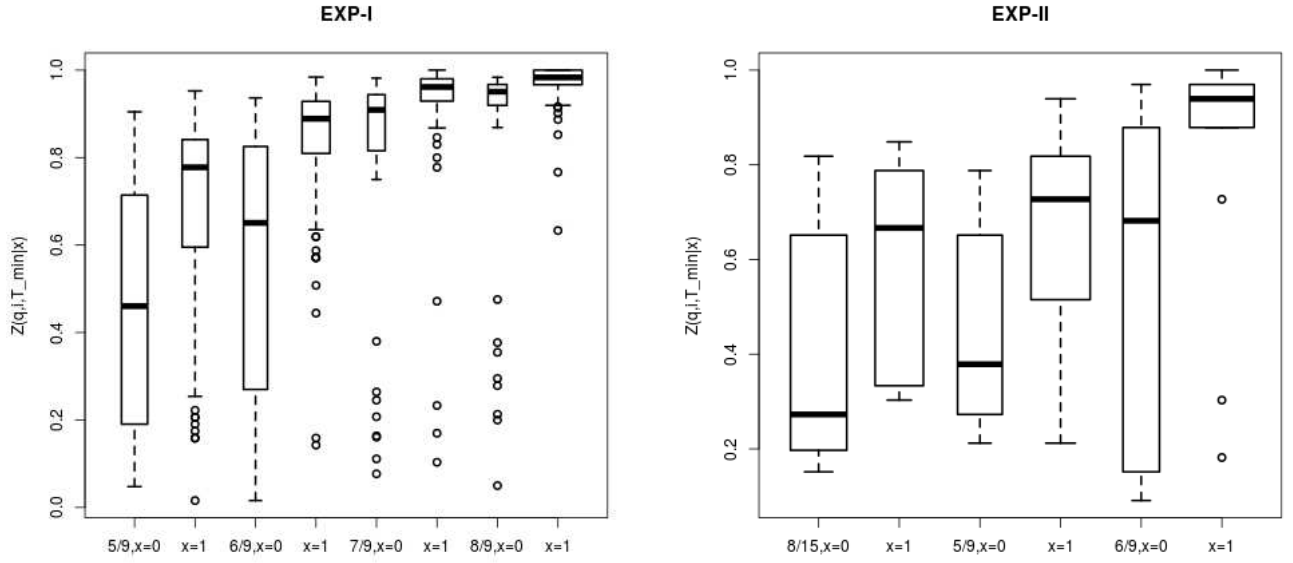 EXP-I
Z(q,i,T_min|x)
1.0
0.8
0.6
0.4
0.2
0.0
5/9,x=0 x=1 6/9,x=0 x=1 7/9,x=0 x=1 8/9,x=0 x=1
EXP-II
Z(q,i,T_min|x)
1.0
0.8
0.6
0.4
0.2
8/15,x=0 x=1 5/9,x=0 x=1 6/9,x=0 x=1